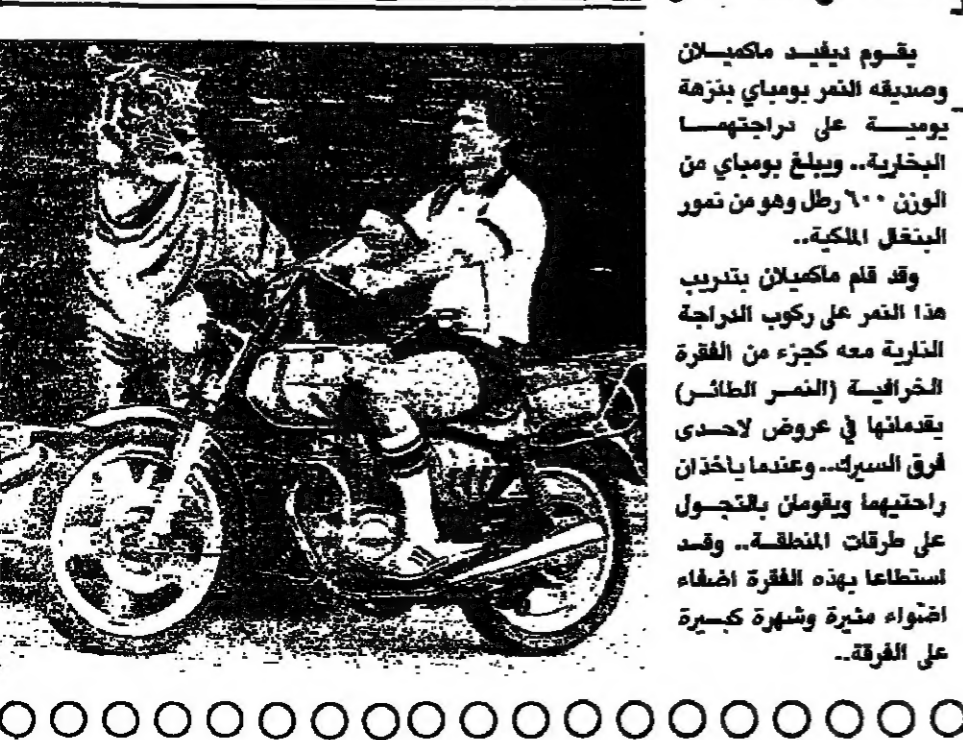 يقوم ديفيد ماكميلان
وصديقه النمر بومباي بنزهة
يومية على دراجتهما
البخارية.. ويبلغ بومباي من
الوزن ٦٠٠ رطل وهو من نمور
البنغال الملكية..
وقد قام ماكميلان بتدريب
هذا النمر على ركوب الدراجة
النارية معه كجزء من الفقرة
الخرافية (النمر الطائر)
يقدمانها في عروض لاحدى
فرق السيرك.. وعندما ياخذان
راحتيهما ويقومان بالتجول
على طرقات المنطقة.. وقد
استطاعا بهذه الفقرة اضفاء
اضواء مثيرة وشهرة كبيرة
على الفرقة..